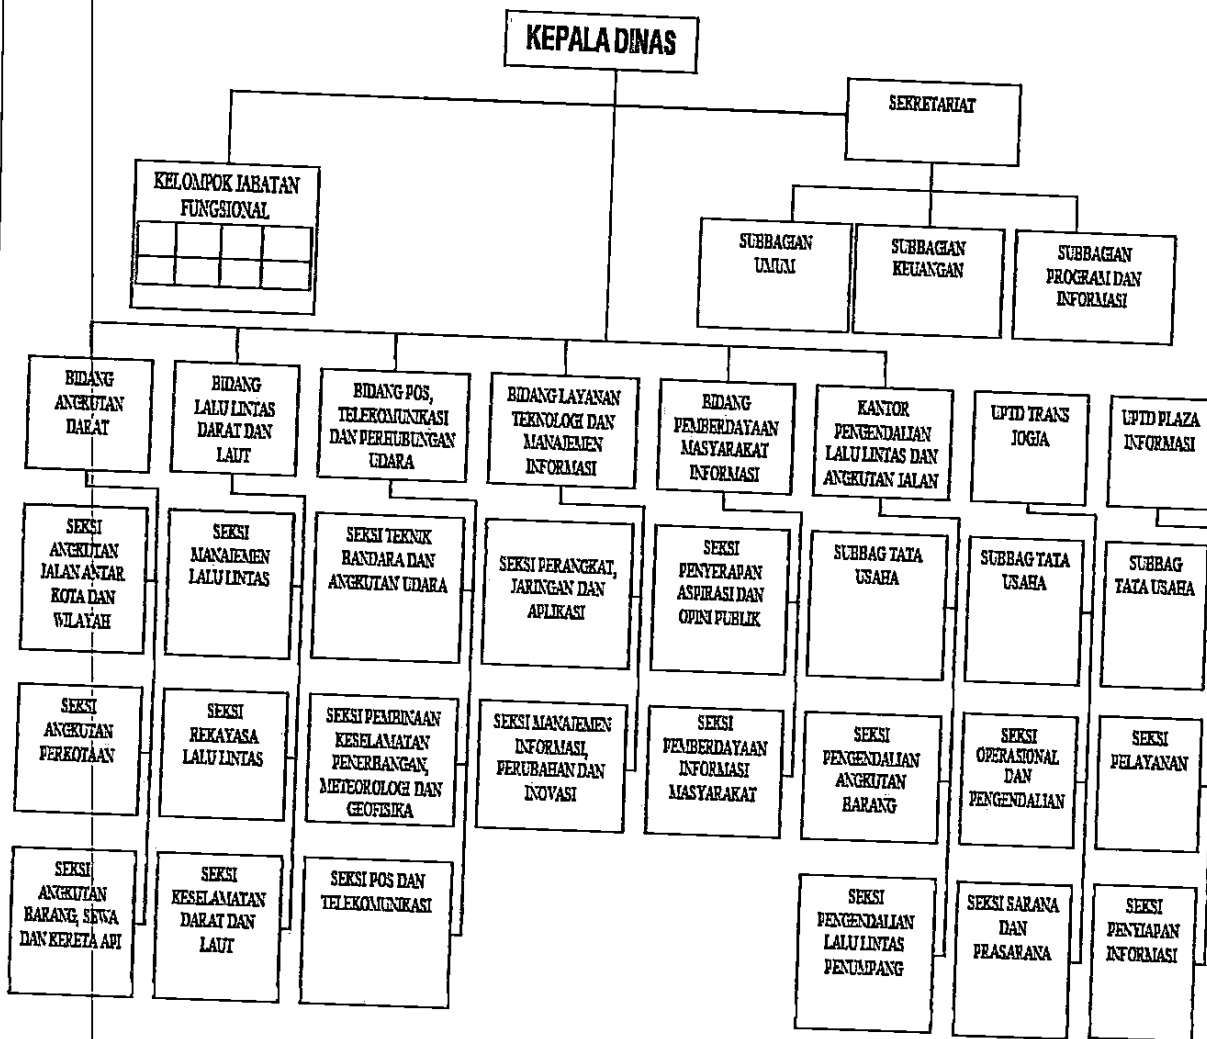 KEPALA DINAS
SEKRETARIAT
KELOMPOK JABATAN
FUNGSIONAL
SUBBAGIAN
UMUM
SUBBAGIAN
KEUANGAN
SUBBAGIAN
PROGRAM DAN
INFORMASI
BIDANG
ANGKUTAN
DARAT
BIDANG
LALU LINTAS
DARAT DAN
LAUT
BIDANG POS,
TELEKOMUNIKASI
DAN PERHUBUNGAN
UDARA
BIDANG LAYANAN
TEKNOLOGI DAN
MANAJEMEN
INFORMASI
BIDANG
PEMBERDAYAAN
MASYARAKAT
INFORMASI
KANTOR
PENGENDALIAN
LALU LINTAS DAN
ANGKUTAN JALAN
UPTD TRANS
JOGJA
UPTD PLAZA
INFORMASI
SEKSI
ANGKUTAN
JALAN ANTAR
KOTA DAN
WILAYAH
SEKSI
MANAJEMEN
LALU LINTAS
SEKSI TEKNIK
BANDARA DAN
ANGKUTAN UDARA
SEKSI PERANGKAT,
JARINGAN DAN
APLIKASI
SEKSI
PENYERAPAN
ASPIRASI DAN
OPINI PUBLIK
SUBBAG TATA
USAHA
SUBBAG TATA
USAHA
SUBBAG
TATA USAHA
SEKSI
ANGKUTAN
PERKOTAAN
SEKSI
REKAYASA
LALU LINTAS
SEKSI PEMBINAAN
KESELAMATAN
PENERBANGAN,
METEOROLOGI DAN
GEOFISIKA
SEKSI MANAJEMEN
INFORMASI,
PERUBAHAN DAN
INOVASI
SEKSI
PEMBERDAYAAN
INFORMASI
MASYARAKAT
SEKSI
PENGENDALIAN
ANGKUTAN
BARANG
SEKSI
OPERASIONAL
DAN
PENGENDALIAN
SEKSI
PELAYANAN
SEKSI
ANGKUTAN
BARANG, SEWA
DAN KERETA API
SEKSI
KESELAMATAN
DARAT DAN
LAUT
SEKSI POS DAN
TELEKOMUNIKASI
SEKSI
PENGENDALIAN
LALU LINTAS
PENUMPANG
SEKSI SARANA
DAN
PRASARANA
SEKSI
PENYIAPAN
INFORMASI